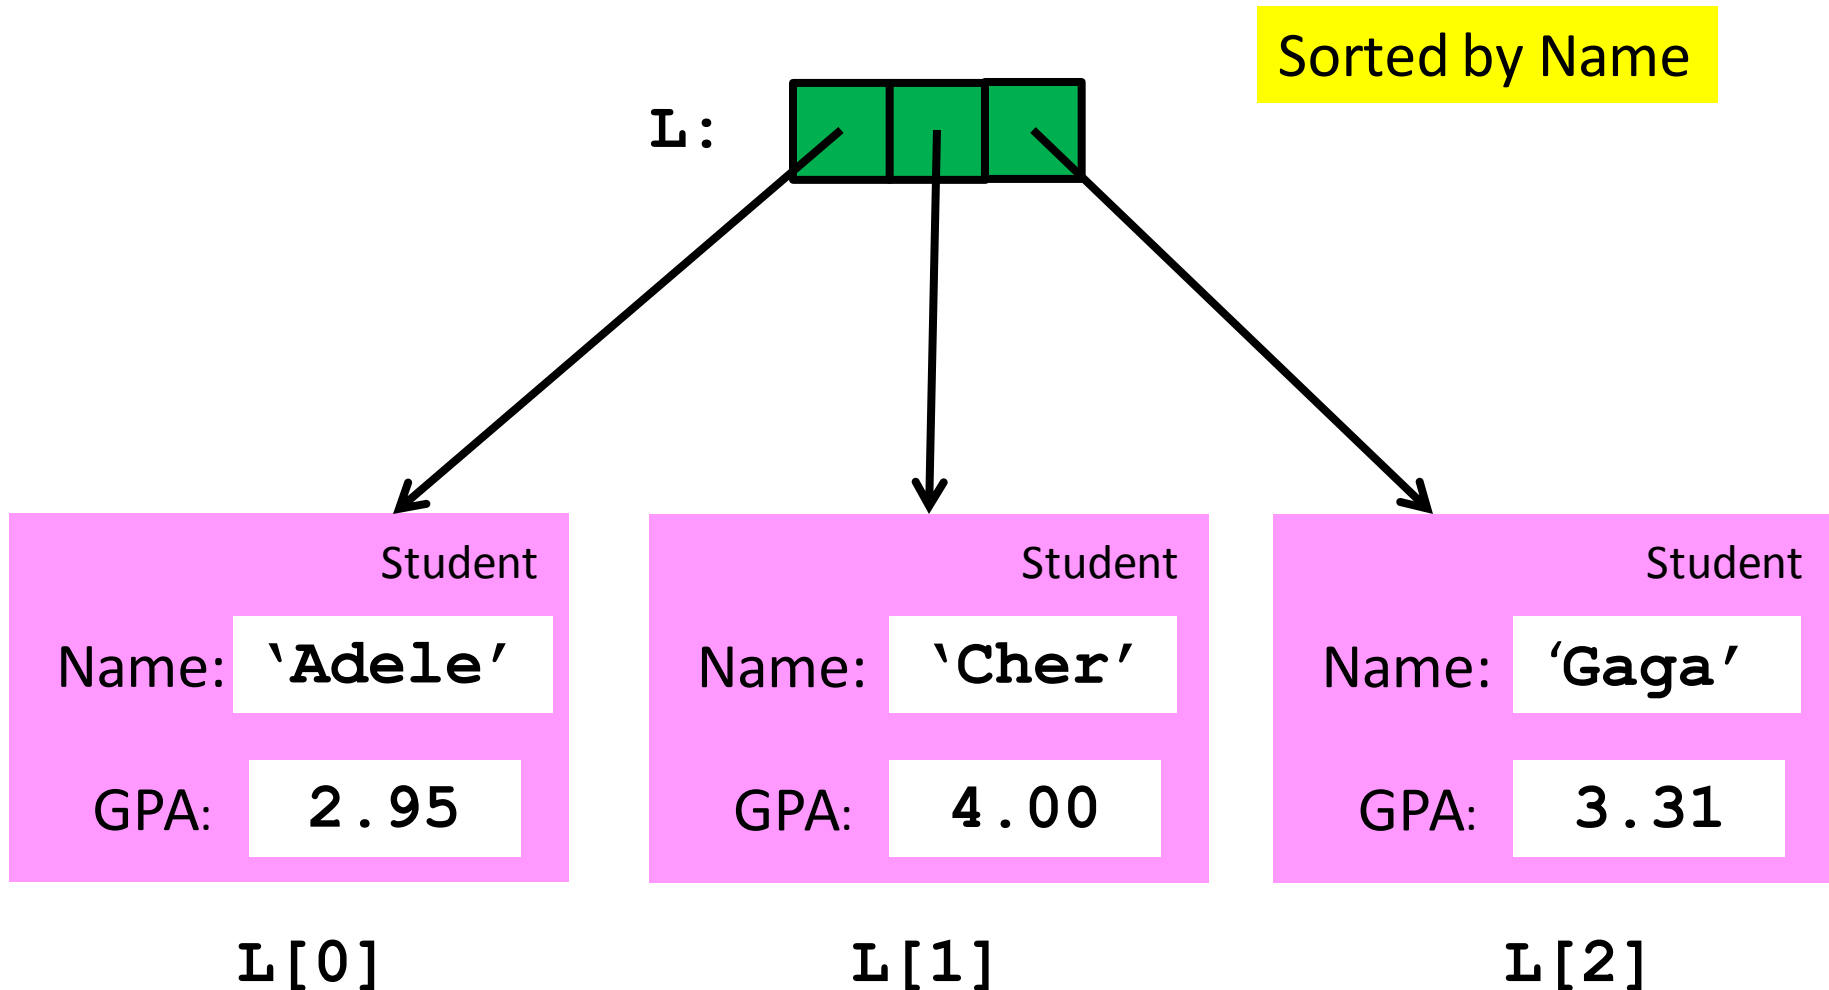 Sorted by Name
L:
Student
Name: ‘Adele’
GPA: 2.95
L[0]
Student
Name: ‘Cher’
GPA: 4.00
L[1]
Student
Name: ‘Gaga’
GPA: 3.31
L[2]